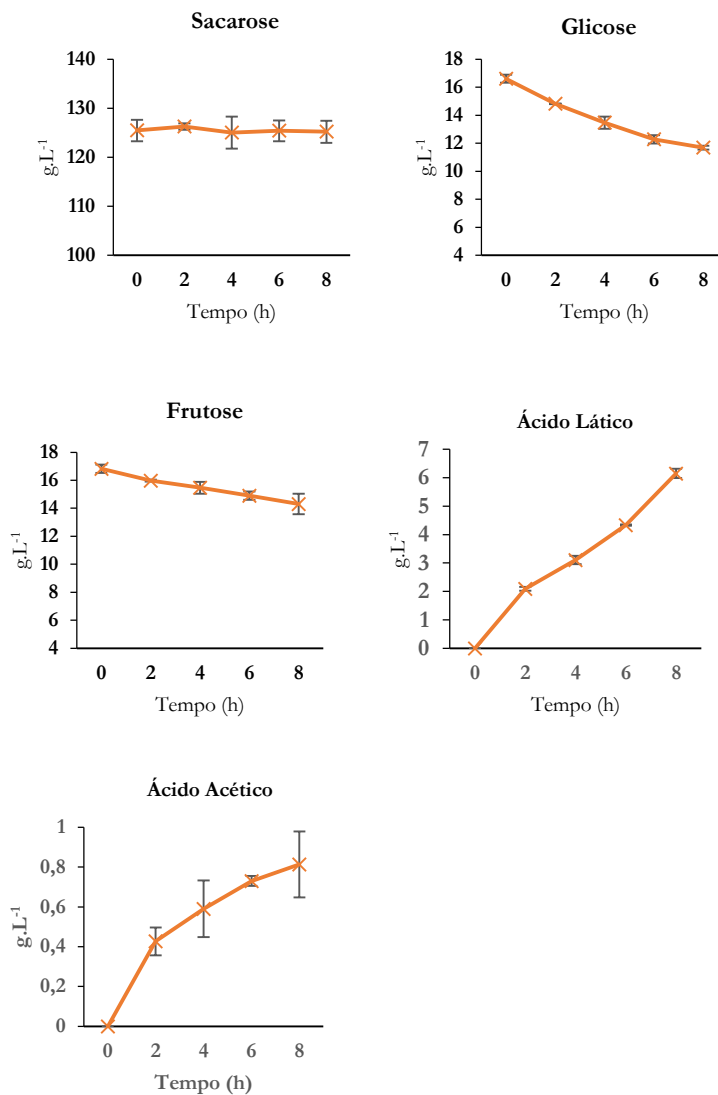 Sacarose
140
130
120
110
100
g.L-1
0 2 4 6 8
Tempo (h)
Glicose
18
16
14
12
10
8
6
4
g.L-1
0 2 4 6 8
Tempo (h)
Frutose
18
16
14
12
10
8
6
4
g.L-1
0 2 4 6 8
Tempo (h)
Ácido Lático
7
6
5
4
3
2
1
0
g.L-1
0 2 4 6 8
Tempo (h)
Ácido Acético
1
0,8
0,6
0,4
0,2
0
g.L-1
0 2 4 6 8
Tempo (h)